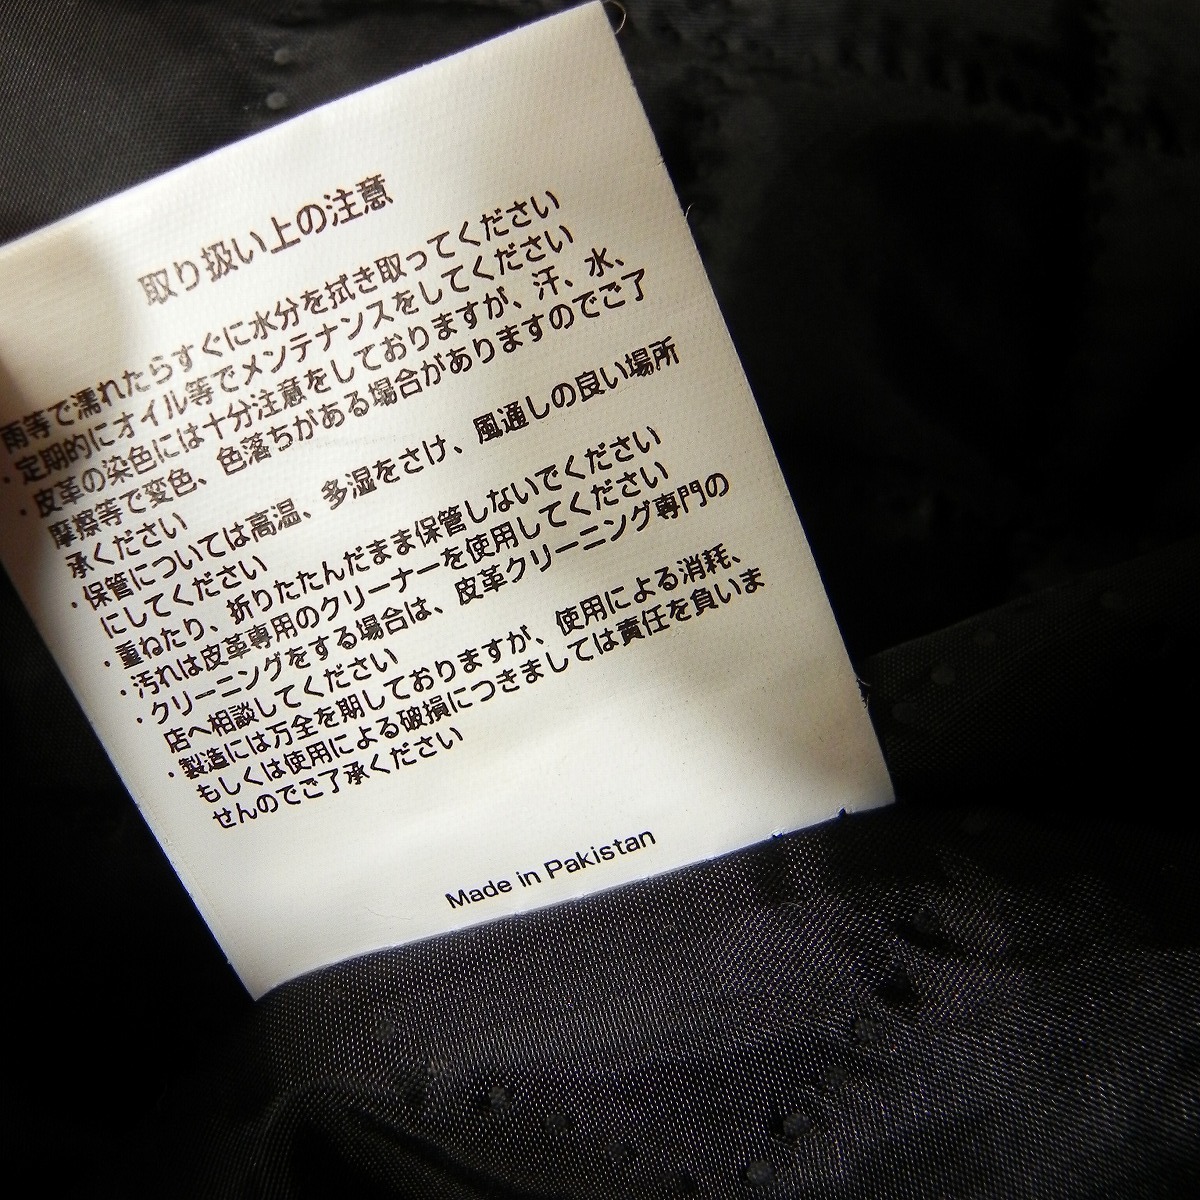 取り扱い上の注意
雨等で濡れたらすぐに水分を拭き取ってください
・定期的にオイル等でメンテナンスをしてください
・皮革の染色には十分注意をしておりますが、汗、水、
摩擦等で変色、色落ちがある場合がありますのでご了
承ください
・保管については高温、多湿をさけ、風通しの良い場所
にしてください
・重ねたり、折りたたんだまま保管しないでください
・汚れは皮革専用のクリーナーを使用してください
・クリーニングをする場合は、皮革クリーニング専門の
店へ相談してください
・製造には万全を期しておりますが、使用による消耗、
もしくは使用による破損につきましては責任を負いま
せんのでご了承ください
Made in Pakistan